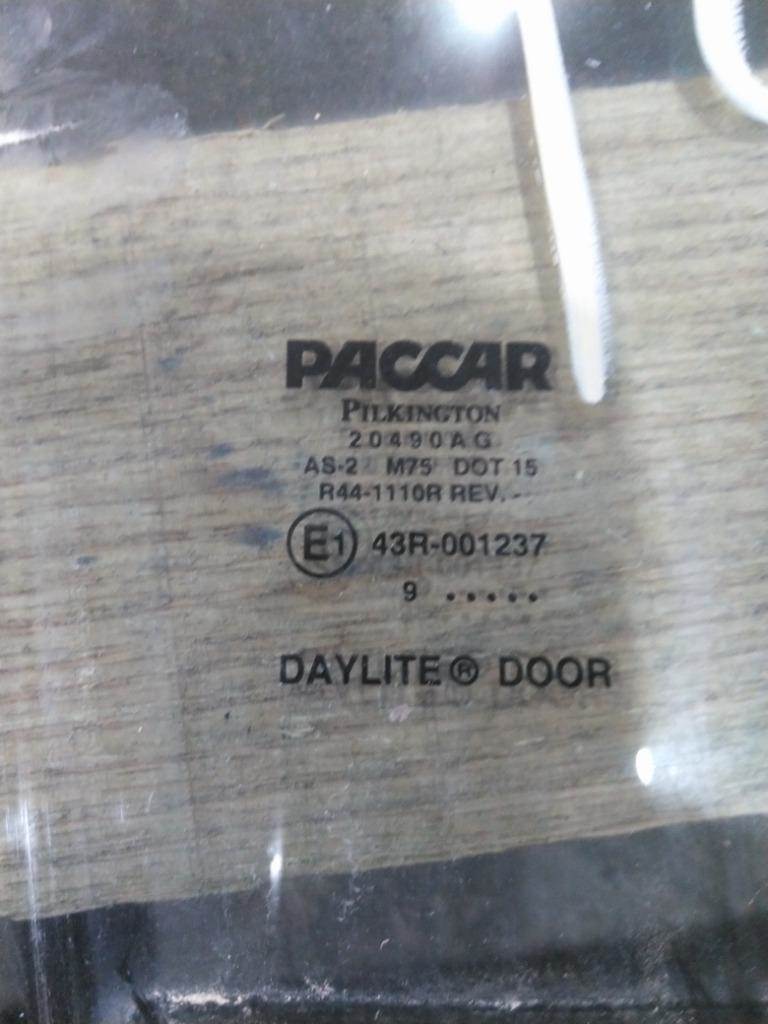 PACCAR
PILKINGTON
20490AG
AS-2 M75 DOT 15
R44-1110R REV. -
E1 43R-001237
9 .....
DAYLITE® DOOR